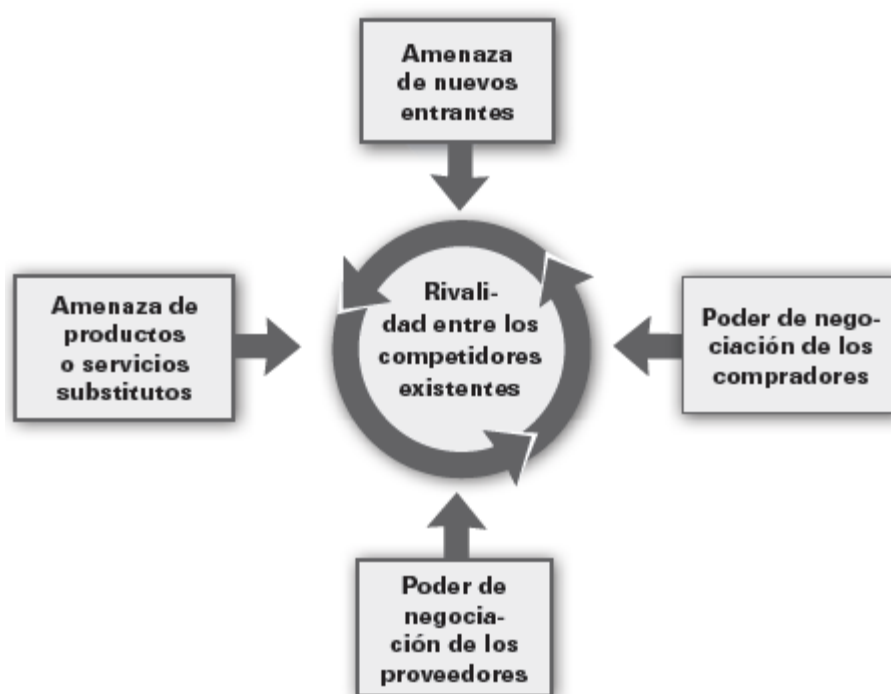 Amenaza
de nuevos
entrantes
Amenaza de
productos
o servicios
substitutos
Rivali-
dad entre los
competidores
existentes
Poder de nego-
ciación de los
compradores
Poder de
negocia-
ción de los
proveedores